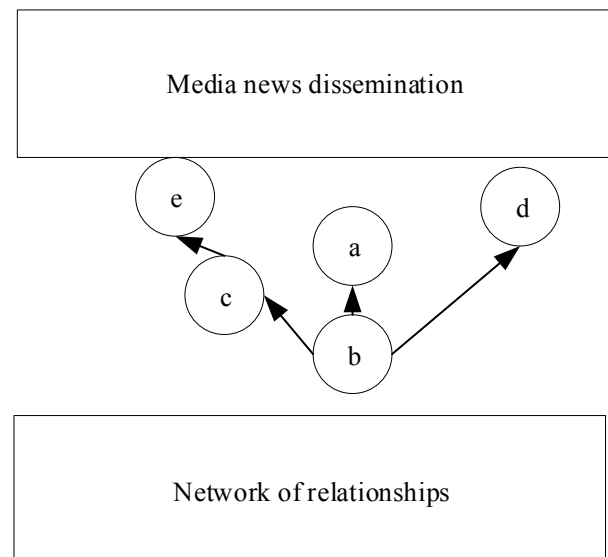 Media news dissemination
e
d
a
c
b
Network of relationships